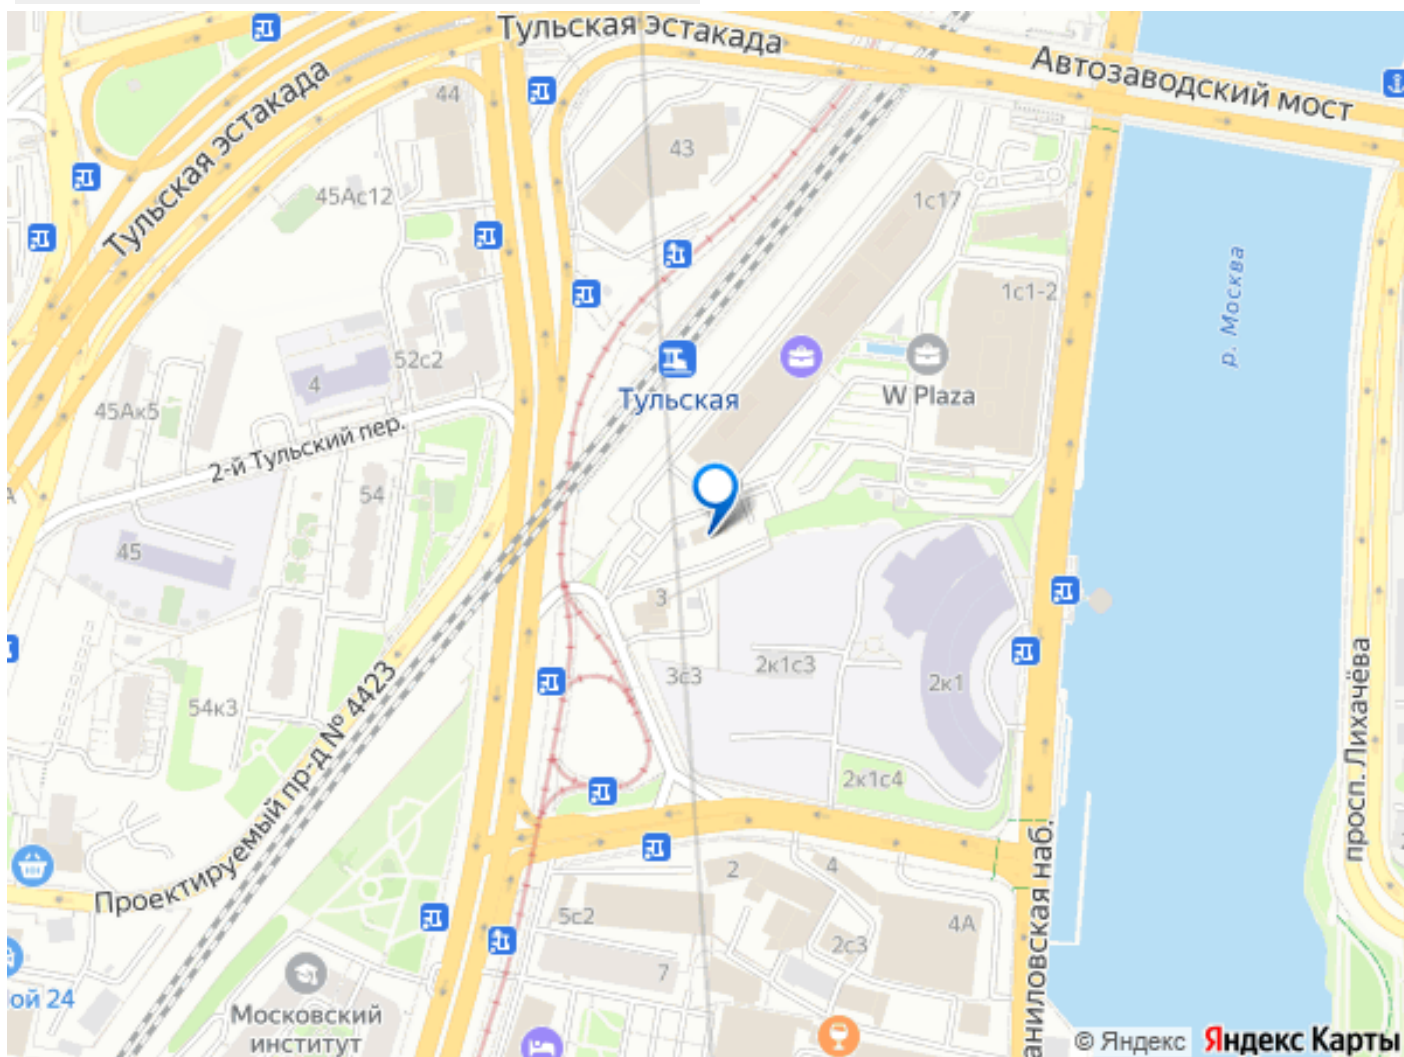 Тульская эстакада
Автозаводский мост
44
Тульская эстакада
43
45Ас12
1с17
1с1-2
р. Москва
52с2
4
Тульская
W Plaza
45Ак5
2-й Тульский пер.
54
45
3
3с3
2к1с3
2к1
54к3
Проектируемый пр-д № 4423
2к1с4
просп. Лихачёва
2
4
5с2
4А
2с3
7
ой 24
Московский
институт
аниловская наб.
© Яндекс Яндекс Карты